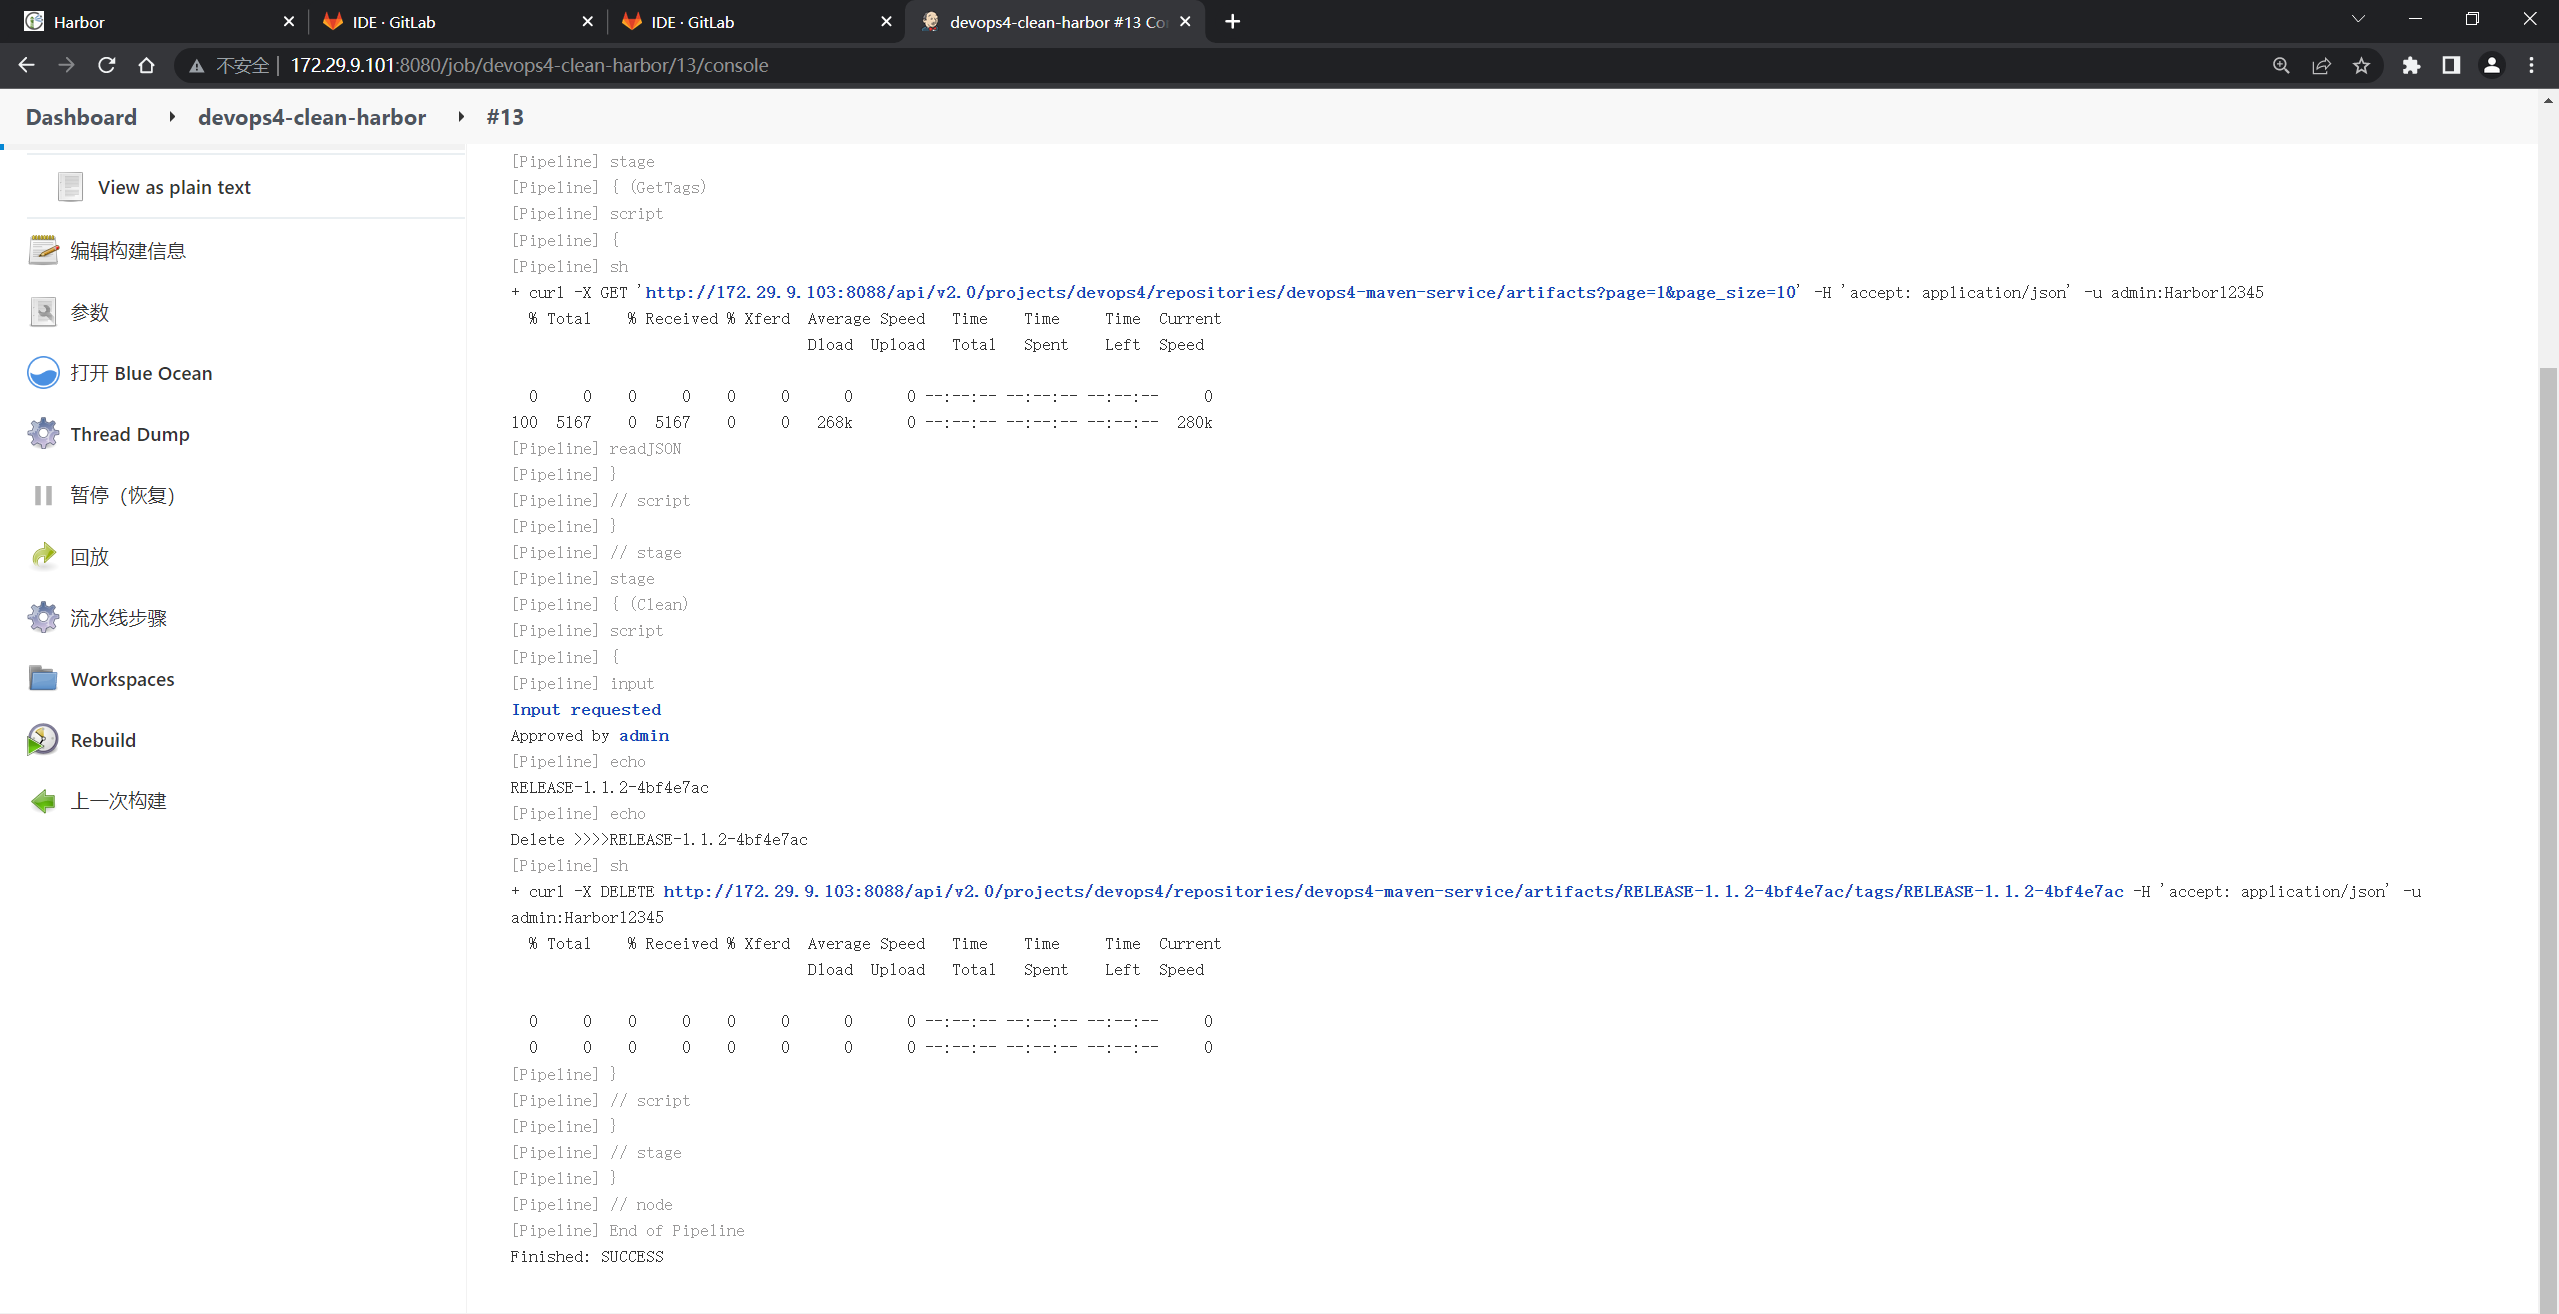 Harbor
IDE · GitLab
IDE · GitLab
devops4-clean-harbor #13 Co
不安全 | 172.29.9.101:8080/job/devops4-clean-harbor/13/console
Dashboard
devops4-clean-harbor
#13
View as plain text
编辑构建信息
参数
打开 Blue Ocean
Thread Dump
暂停（恢复）
回放
流水线步骤
Workspaces
Rebuild
上一次构建
[Pipeline] stage
[Pipeline] { (GetTags)
[Pipeline] script
[Pipeline] {
[Pipeline] sh
+ curl -X GET 'http://172.29.9.103:8088/api/v2.0/projects/devops4/repositories/devops4-maven-service/artifacts?page=1&page_size=10' -H 'accept: application/json' -u admin:Harbor12345
% Total % Received % Xferd Average Speed Time Time Time Current
Dload Upload Total Spent Left Speed
0 0 0 0 0 0 0 0 --:--:-- --:--:-- --:--:-- 0
100 5167 0 5167 0 0 268k 0 --:--:-- --:--:-- --:--:-- 280k
[Pipeline] readJSON
[Pipeline] }
[Pipeline] // script
[Pipeline] }
[Pipeline] // stage
[Pipeline] stage
[Pipeline] { (Clean)
[Pipeline] script
[Pipeline] {
[Pipeline] input
Input requested
Approved by admin
[Pipeline] echo
RELEASE-1.1.2-4bf4e7ac
[Pipeline] echo
Delete >>>>RELEASE-1.1.2-4bf4e7ac
[Pipeline] sh
+ curl -X DELETE http://172.29.9.103:8088/api/v2.0/projects/devops4/repositories/devops4-maven-service/artifacts/RELEASE-1.1.2-4bf4e7ac/tags/RELEASE-1.1.2-4bf4e7ac -H 'accept: application/json' -u
admin:Harbor12345
% Total % Received % Xferd Average Speed Time Time Time Current
Dload Upload Total Spent Left Speed
0 0 0 0 0 0 0 0 --:--:-- --:--:-- --:--:-- 0
0 0 0 0 0 0 0 0 --:--:-- --:--:-- --:--:-- 0
[Pipeline] }
[Pipeline] // script
[Pipeline] }
[Pipeline] // stage
[Pipeline] }
[Pipeline] // node
[Pipeline] End of Pipeline
Finished: SUCCESS